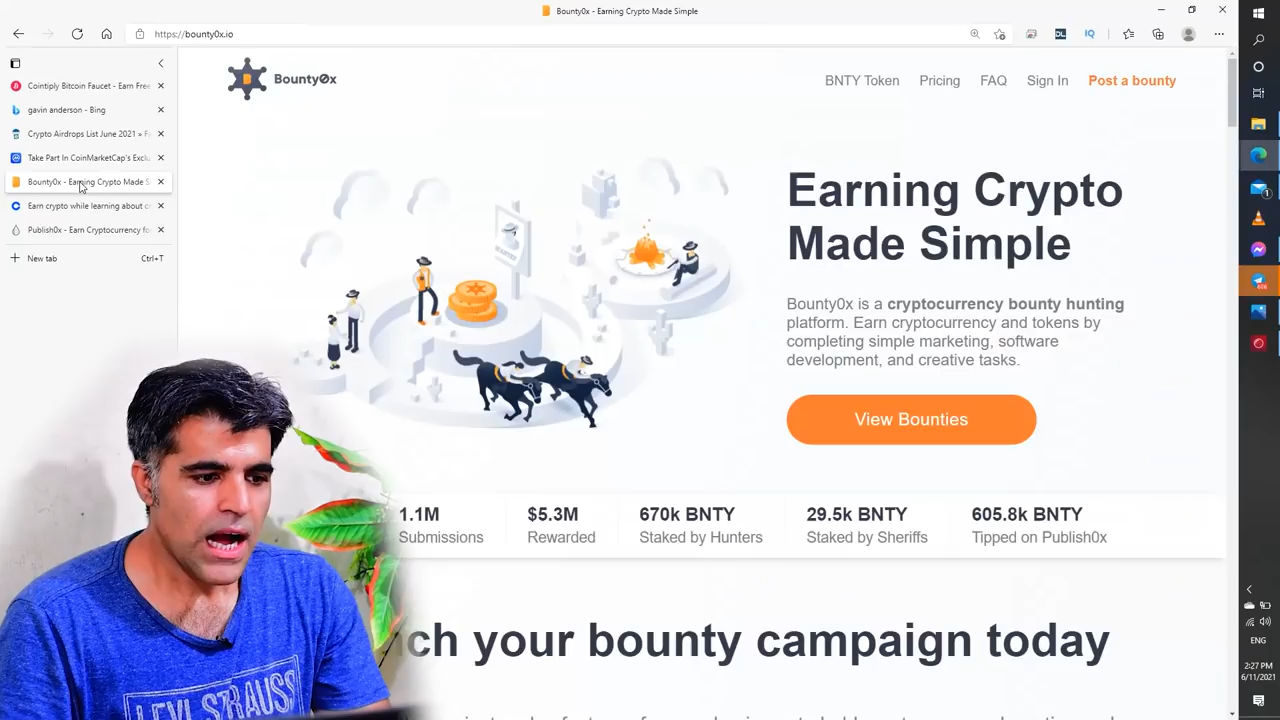 Bounty0x - Earning Crypto Made Simple
https://bounty0x.io
Cointiply Bitcoin Faucet - Earn Free
gavin anderson - Bing
Crypto Airdrops List June 2021 » F
Take Part In CoinMarketCap's Exclu
Bounty0x - Earning Crypto Made S
Earn crypto while learning about c
Publish0x - Earn Cryptocurrency fo
New tab Ctrl+T
Bounty0x
BNTY Token Pricing FAQ Sign In Post a bounty
Earning Crypto
Made Simple
Bounty0x is a cryptocurrency bounty hunting
platform. Earn cryptocurrency and tokens by
completing simple marketing, software
development, and creative tasks.
View Bounties
1.1M
Submissions
$5.3M
Rewarded
670k BNTY
Staked by Hunters
29.5k BNTY
Staked by Sheriffs
605.8k BNTY
Tipped on Publish0x
ch your bounty campaign today
LEVI STRAUSS
ENG
2:27 PM
6/11/2021